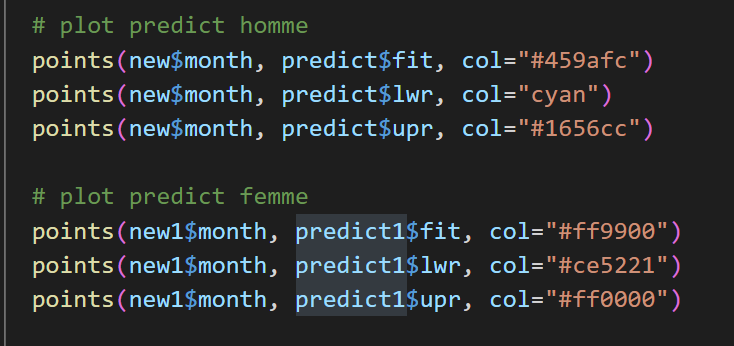 # plot predict homme
points(new$month, predict$fit, col="#459afc")
points(new$month, predict$lwr, col="cyan")
points(new$month, predict$upr, col="#1656cc")
# plot predict femme
points(new1$month, predict1$fit, col="#ff9900")
points(new1$month, predict1$lwr, col="#ce5221")
points(new1$month, predict1$upr, col="#ff0000")